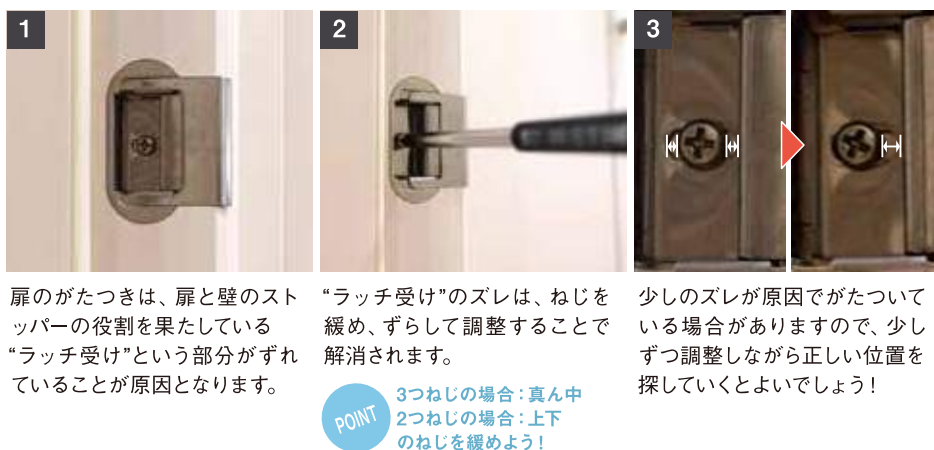 1
2
3
扉のがたつきは、扉と壁のスト
ッパーの役割を果たしている
“ラッチ受け”という部分がずれ
ていることが原因となります。
“ラッチ受け”のズレは、ねじを
緩め、ずらして調整することで
解消されます。
POINT
3つねじの場合：真ん中
2つねじの場合：上下
のねじを緩めよう！
少しのズレが原因でがたついて
いる場合がありますので、少し
ずつ調整しながら正しい位置を
探していくとよいでしょう！